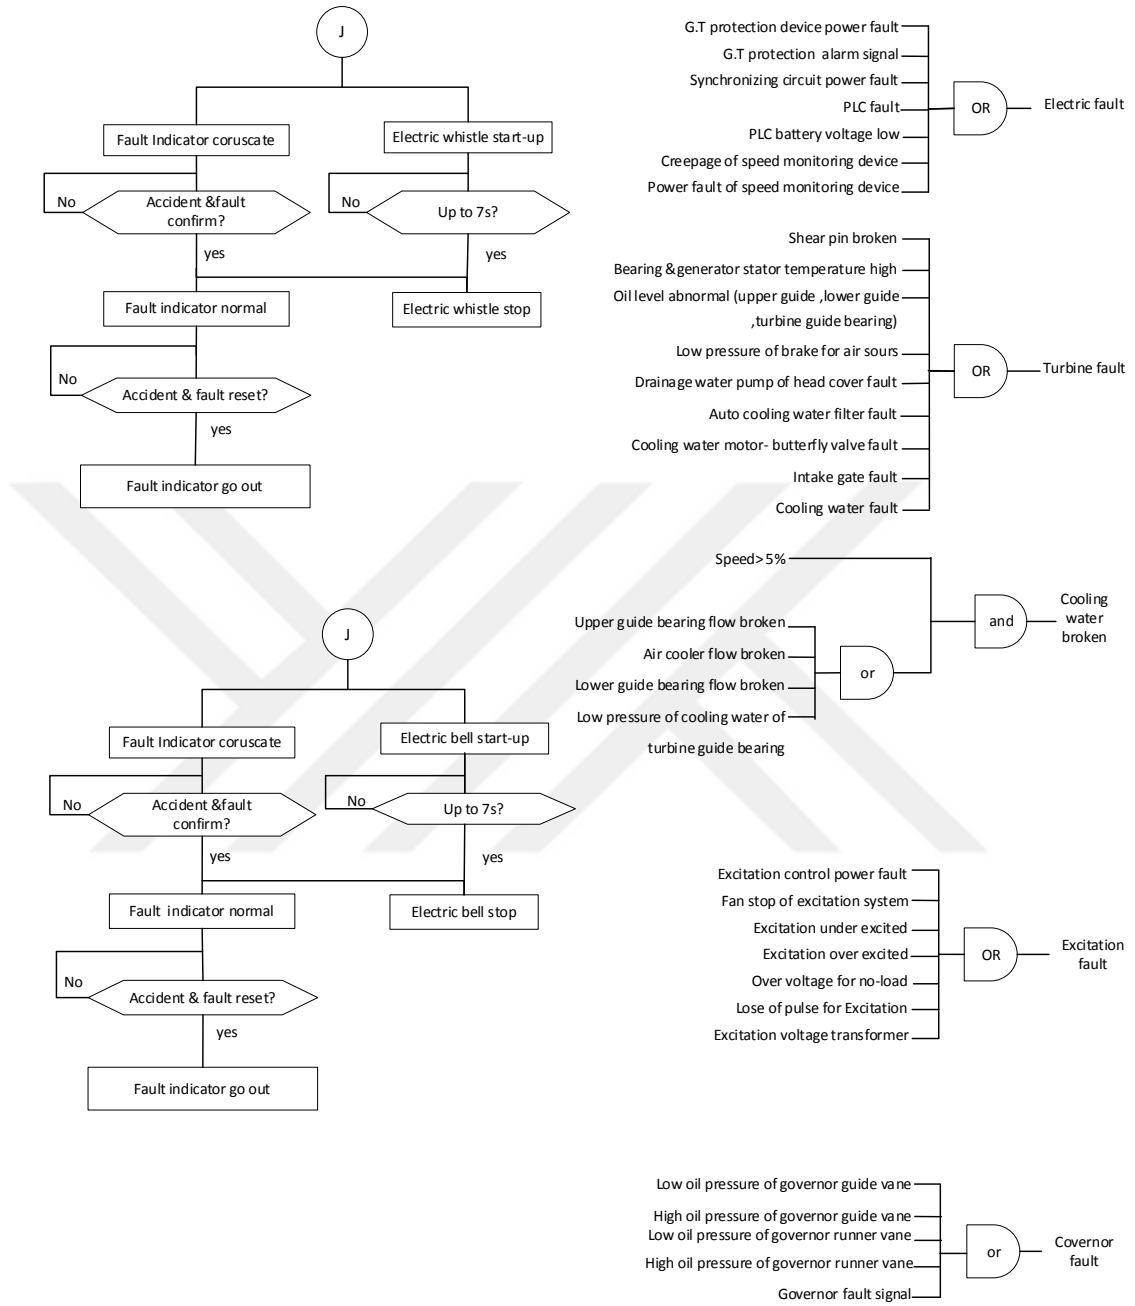 J
Fault Indicator coruscate
Electric whistle start-up
No
Accident &fault
confirm?
No
Up to 7s?
yes
yes
Fault indicator normal
Electric whistle stop
No
Accident & fault reset?
yes
Fault indicator go out
J
Fault Indicator coruscate
Electric bell start-up
No
Accident &fault
confirm?
No
Up to 7s?
yes
yes
Fault indicator normal
Electric bell stop
No
Accident & fault reset?
yes
Fault indicator go out
G.T protection device power fault
G.T protection alarm signal
Synchronizing circuit power fault
PLC fault
PLC battery voltage low
Creepage of speed monitoring device
Power fault of speed monitoring device
OR
Electric fault
Shear pin broken
Bearing &generator stator temperature high
Oil level abnormal (upper guide ,lower guide
,turbine guide bearing)
Low pressure of brake for air sours
Drainage water pump of head cover fault
Auto cooling water filter fault
Cooling water motor- butterfly valve fault
Intake gate fault
Cooling water fault
OR
Turbine fault
Speed>5%
Upper guide bearing flow broken
Air cooler flow broken
Lower guide bearing flow broken
Low pressure of cooling water of
turbine guide bearing
or
and
Cooling
water
broken
Excitation control power fault
Fan stop of excitation system
Excitation under excited
Excitation over excited
Over voltage for no-load
Lose of pulse for Excitation
Excitation voltage transformer
OR
Excitation
fault
Low oil pressure of governor guide vane
High oil pressure of governor guide vane
Low oil pressure of governor runner vane
High oil pressure of governor runner vane
Governor fault signal
or
Covernor
fault